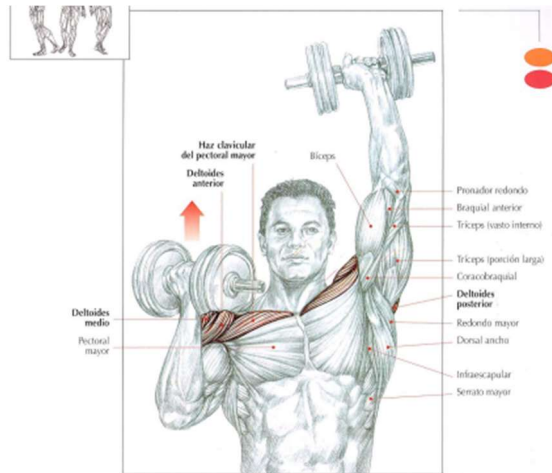 Haz clavicular
del pectoral mayor
Deltoides
anterior
Bíceps
Pronador redondo
Braquial anterior
Tríceps (vasto interno)
Tríceps (porción larga)
Coracobraquial
Deltoides
posterior
Redondo mayor
Dorsal ancho
Infraescapular
Serrato mayor
Deltoides
medio
Pectoral
mayor